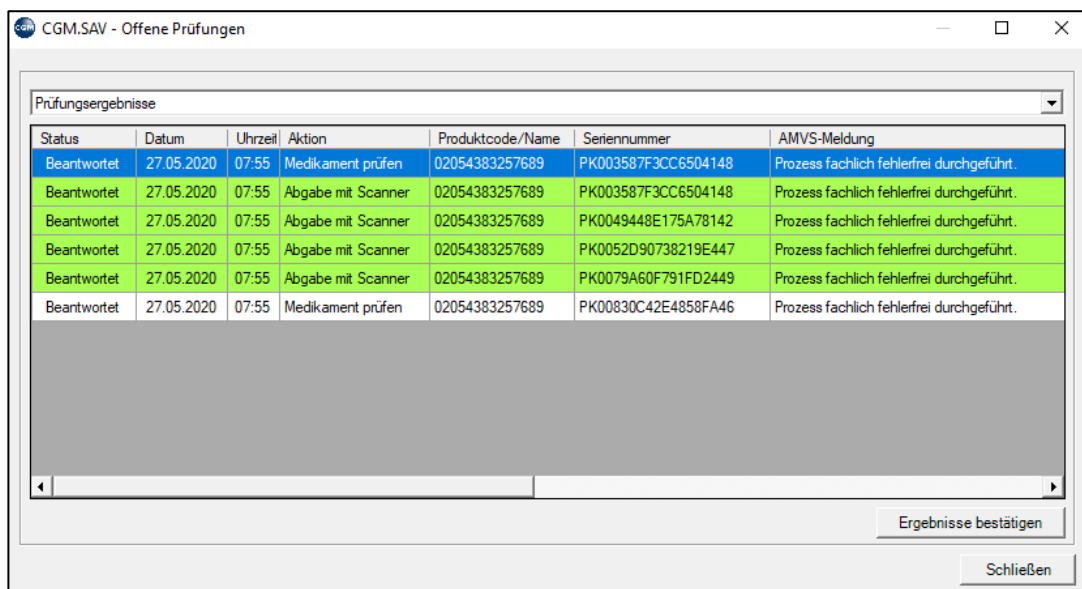 CGM CGM.SAV - Offene Prüfungen
Prüfungsergebnisse
Status Datum Uhrzeit Aktion Produktcode/Name Seriennummer AMVS-Meldung
Beantwortet 27.05.2020 07:55 Medikament prüfen 02054383257689 PK003587F3CC6504148 Prozess fachlich fehlerfrei durchgeführt.
Beantwortet 27.05.2020 07:55 Abgabe mit Scanner 02054383257689 PK003587F3CC6504148 Prozess fachlich fehlerfrei durchgeführt.
Beantwortet 27.05.2020 07:55 Abgabe mit Scanner 02054383257689 PK0049448E175A78142 Prozess fachlich fehlerfrei durchgeführt.
Beantwortet 27.05.2020 07:55 Abgabe mit Scanner 02054383257689 PK0052D90738219E447 Prozess fachlich fehlerfrei durchgeführt.
Beantwortet 27.05.2020 07:55 Abgabe mit Scanner 02054383257689 PK0079A60F791FD2449 Prozess fachlich fehlerfrei durchgeführt.
Beantwortet 27.05.2020 07:55 Medikament prüfen 02054383257689 PK00830C42E4858FA46 Prozess fachlich fehlerfrei durchgeführt.
Ergebnisse bestätigen
Schließen